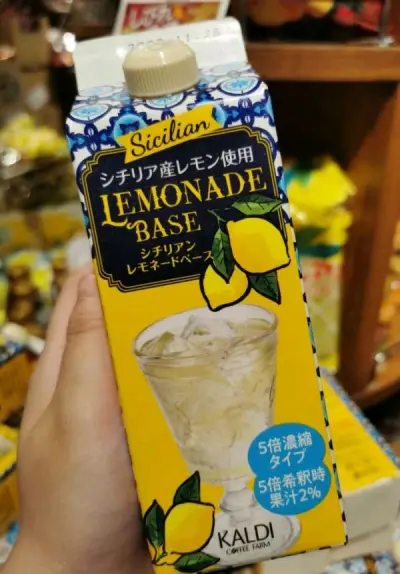 Sicilian
シチリア産レモン使用
LEMONADE
BASE
シチリアン
レモネードベース
5倍濃縮
タイプ
5倍希釈時
果汁2%
KALDI
COFFEE FARM